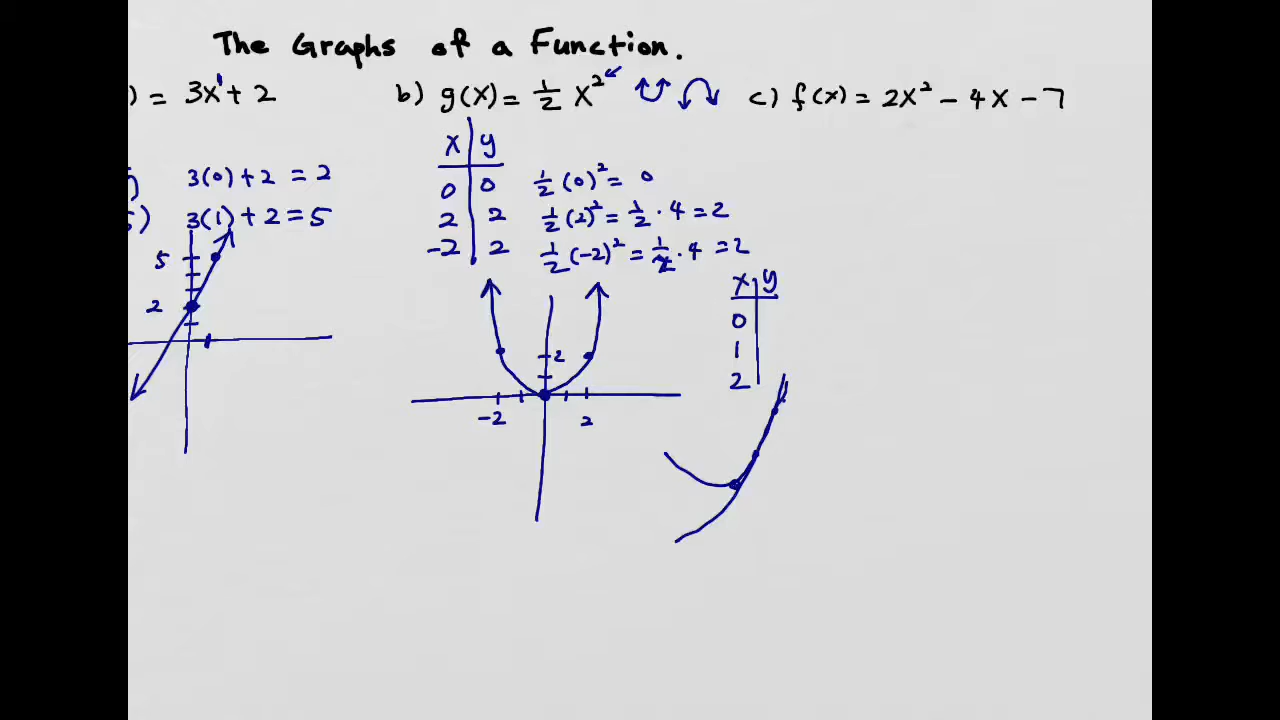 The Graphs of a Function.
) = 3x¹ + 2
3(0) + 2 = 2
5) 3(1) + 2 = 5
5
2
b) g(x) = ½ x²
x y
0 0 ½ (0)² = 0
2 2 ½ (2)² = ½ · 4 = 2
-2 2 ½ (-2)² = ½ · 4 = 2
2
-2 2
c) f(x) = 2x² - 4x - 7
x y
0
1
2